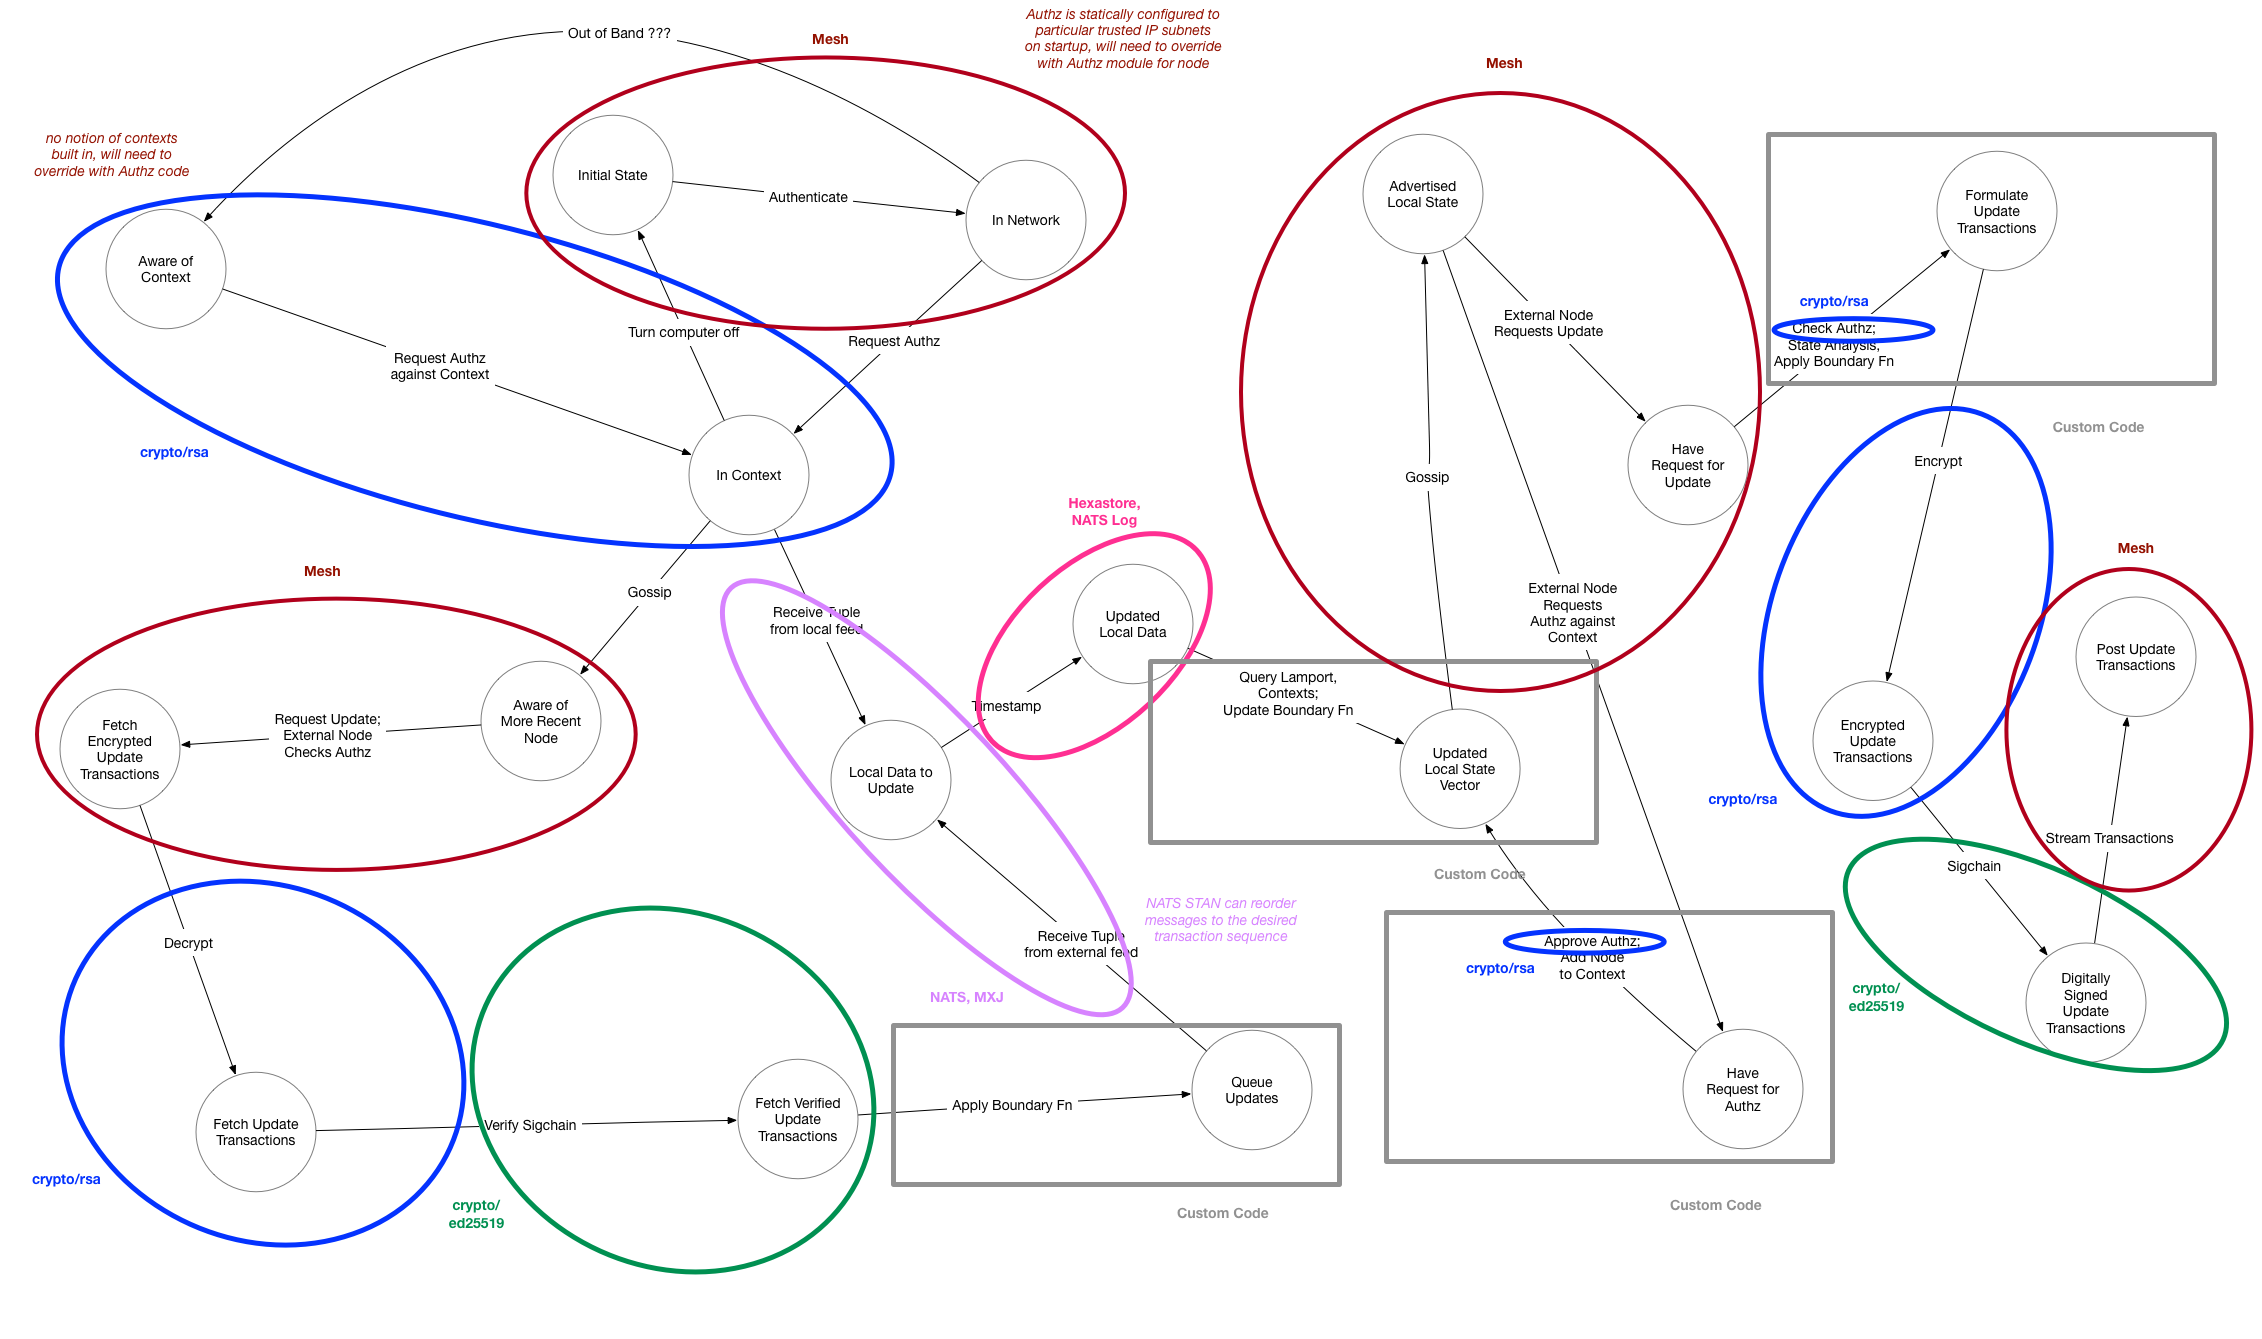 Out of Band ???
Mesh
Authz is statically configured to
particular trusted IP subnets
on startup, will need to override
with Authz module for node
Mesh
no notion of contexts
built in, will need to
override with Authz code
Initial State
Authenticate
In Network
Aware of
Context
Turn computer off
Request Authz
Request Authz
against Context
crypto/rsa
In Context
Advertised
Local State
External Node
Requests Update
Have
Request for
Update
Gossip
External Node
Requests
Authz against
Context
Formulate
Update
Transactions
crypto/rsa
Check Authz;
State Analysis,
Apply Boundary Fn
Custom Code
Encrypt
Hexastore,
NATS Log
Updated
Local Data
Mesh
Gossip
Receive Tuple
from local feed
Mesh
Post Update
Transactions
Fetch
Encrypted
Update
Transactions
Request Update;
External Node
Checks Authz
Aware of
More Recent
Node
Timestamp
Query Lamport,
Contexts;
Update Boundary Fn
Local Data to
Update
Updated
Local State
Vector
Encrypted
Update
Transactions
crypto/rsa
Stream Transactions
Sigchain
Custom Code
NATS STAN can reorder
messages to the desired
transaction sequence
Decrypt
Receive Tuple
from external feed
NATS, MXJ
Approve Authz;
Add Node
to Context
crypto/rsa
crypto/
ed25519
Digitally
Signed
Update
Transactions
Fetch Update
Transactions
Verify Sigchain
Fetch Verified
Update
Transactions
Apply Boundary Fn
Queue
Updates
Have
Request for
Authz
crypto/rsa
crypto/
ed25519
Custom Code
Custom Code